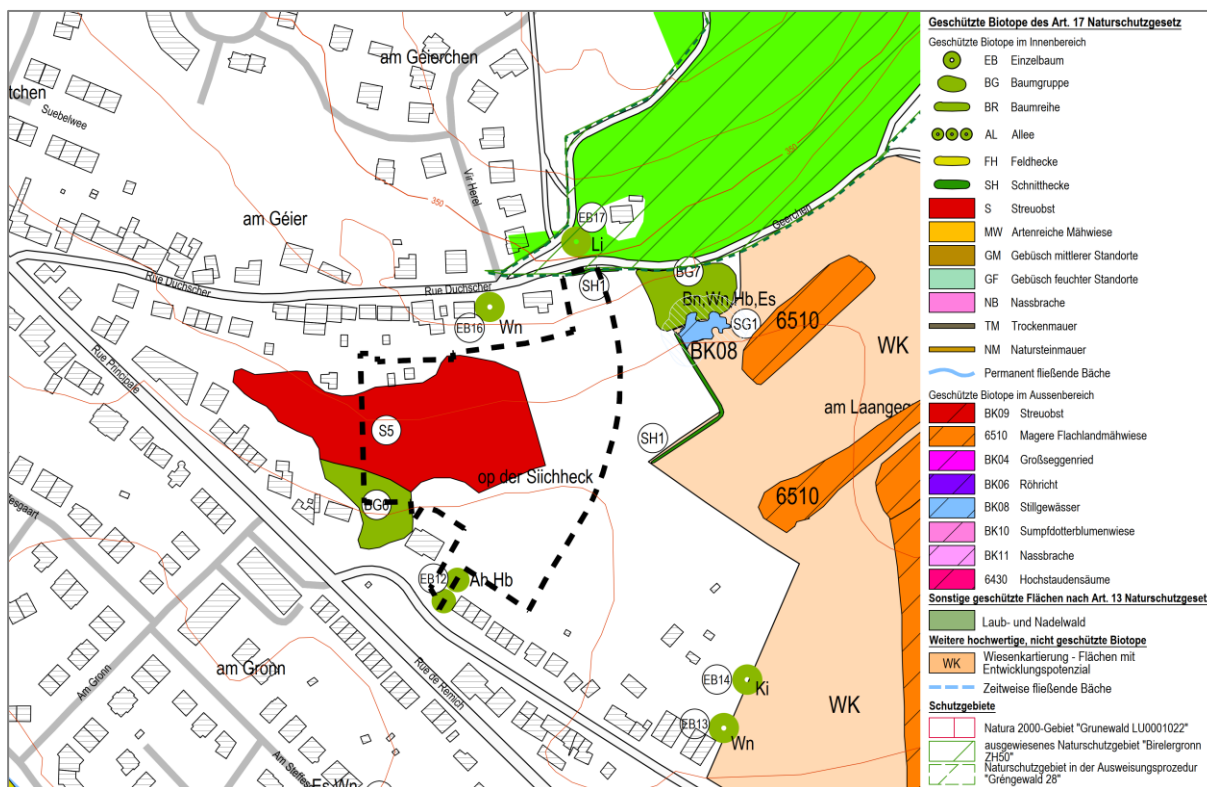 am Geierchen
tchen
Suebelwee
Vir Herel
350
350
am Géier
Rue Duchscher
Rue Duchscher
Geierchen
EB17
Li
SH1
BG7
Bn,Wn,Hb,Es
SG1
BK08
6510
WK
EB16
Wn
Rue Principale
am Laangeg
SH1
S5
op der Siichheck
6510
BG6
EB12
Ah,Hb
am Gronn
Am Gronn
Rue de Remich
EB14
Ki
WK
EB13
Wn
Am Steffes
Es,Wn
Geschützte Biotope des Art. 17 Naturschutzgesetz
Geschützte Biotope im Innenbereich
EB Einzelbaum
BG Baumgruppe
BR Baumreihe
AL Allee
FH Feldhecke
SH Schnitthecke
S Streuobst
MW Artenreiche Mähwiese
GM Gebüsch mittlerer Standorte
GF Gebüsch feuchter Standorte
NB Nassbrache
TM Trockenmauer
NM Natursteinmauer
Permanent fließende Bäche
Geschützte Biotope im Aussenbereich
BK09 Streuobst
6510 Magere Flachlandmähwiese
BK04 Großseggenried
BK06 Röhricht
BK08 Stillgewässer
BK10 Sumpfdotterblumenwiese
BK11 Nassbrache
6430 Hochstaudensäume
Sonstige geschützte Flächen nach Art. 13 Naturschutzgeset
Laub- und Nadelwald
Weitere hochwertige, nicht geschützte Biotope
WK Wiesenkartierung - Flächen mit
Entwicklungspotenzial
Zeitweise fließende Bäche
Schutzgebiete
Natura 2000-Gebiet "Grunewald LU0001022"
ausgewiesenes Naturschutzgebiet "Birelergronn
ZH50"
Naturschutzgebiet in der Ausweisungsprozedur
"Gréngewald 28"